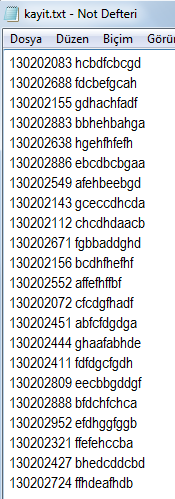 kayit.txt - Not Defteri
Dosya Düzen Biçim Görü
130202083 hcbdfcbcgd
130202688 fdcbefgcah
130202155 gdhachfadf
130202883 bbhehbahga
130202638 hgehfhfefh
130202886 ebcdbcbgaa
130202549 afehbeebgd
130202143 gceccdhcda
130202112 chcdhdaacb
130202671 fgbbaddghd
130202156 bcdhfhefhf
130202552 affefhffbf
130202072 cfcdgfhadf
130202451 abfcfdgdga
130202444 ghaafabhde
130202411 fdfdgcfgdh
130202809 eecbbgddgf
130202888 bfdchfchca
130202952 efdhggfggb
130202321 ffefehccba
130202427 bhedcddcbd
130202724 ffhdeafhdb